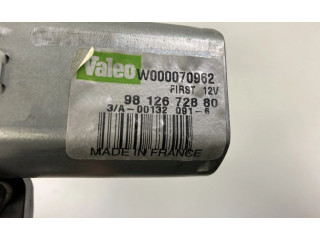 Valeo W000070962
FIRST 12V
98 126 728 80
3/A-00132 091-6
MADE IN FRANCE